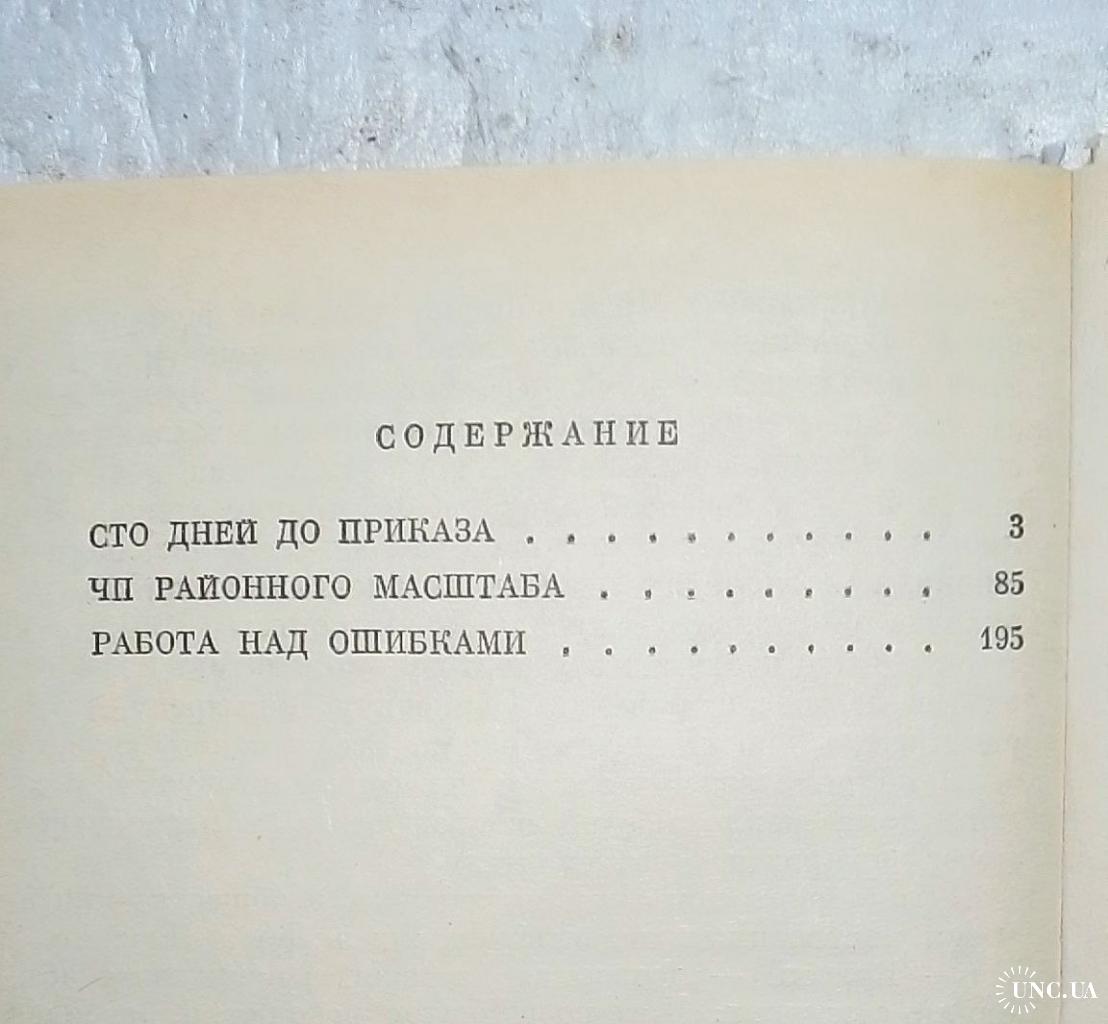 СОДЕРЖАНИЕ
СТО ДНЕЙ ДО ПРИКАЗА . . . . . . . . . . . 3
ЧП РАЙОННОГО МАСШТАБА . . . . . . . . . 85
РАБОТА НАД ОШИБКАМИ . . . . . . . . . . 195
UNC.UA